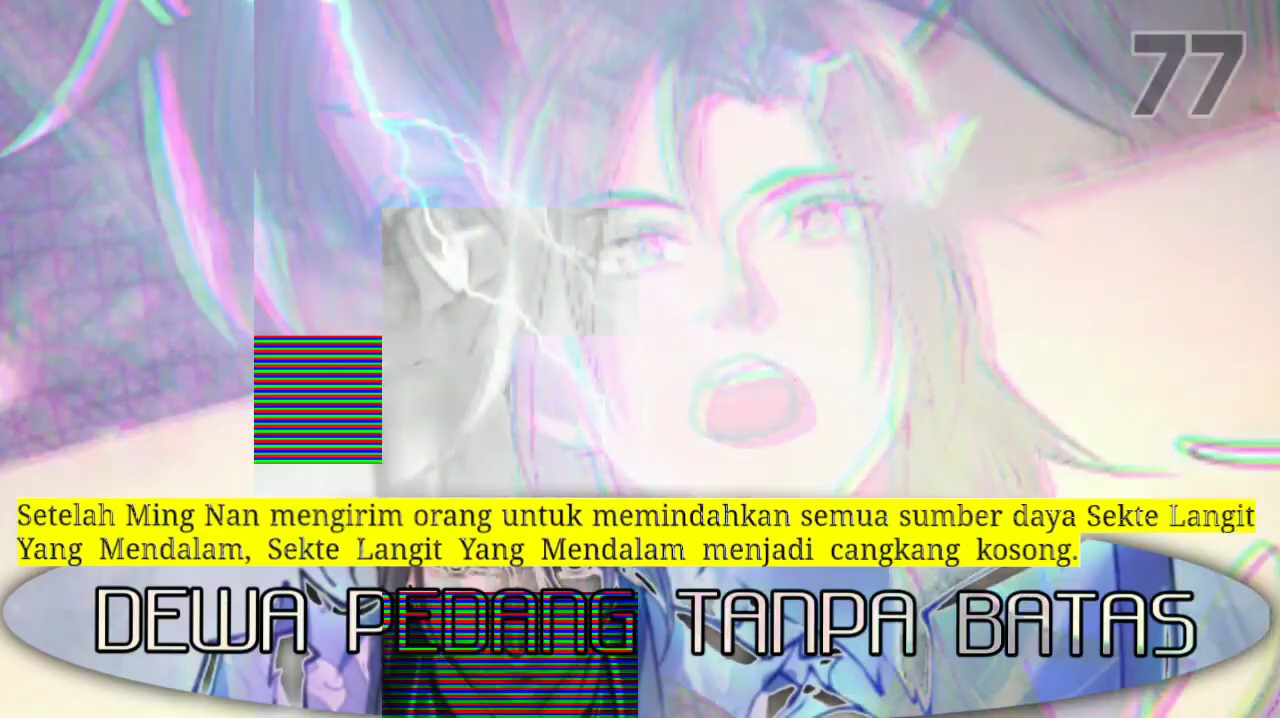 77
Setelah Ming Nan mengirim orang untuk memindahkan semua sumber daya Sekte Langit
Yang Mendalam, Sekte Langit Yang Mendalam menjadi cangkang kosong.
DEWA PEDANG TANPA BATAS